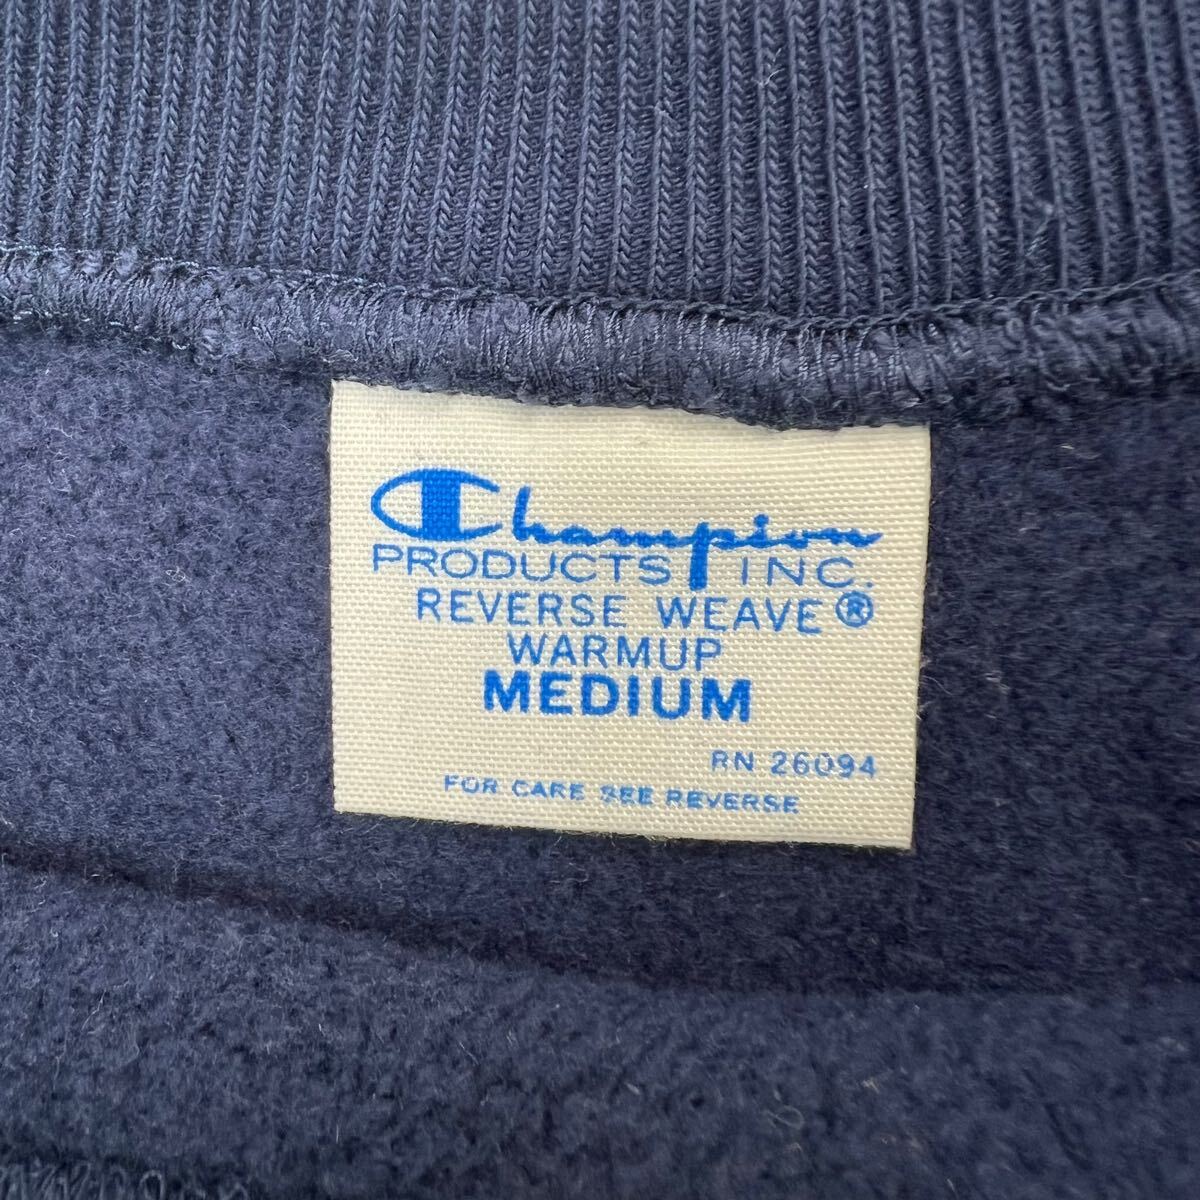 Champion
PRODUCTS INC.
REVERSE WEAVE®
WARMUP
MEDIUM
RN 26094
FOR CARE SEE REVERSE